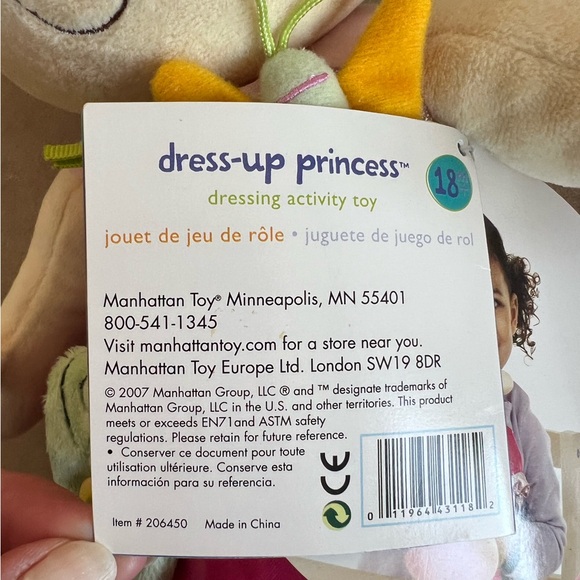 dress-up princess™
18
dressing activity toy
jouet de jeu de rôle • juguete de juego de rol
Manhattan Toy® Minneapolis, MN 55401
800-541-1345
Visit manhattantoy.com for a store near you.
Manhattan Toy Europe Ltd. London SW19 8DR
© 2007 Manhattan Group, LLC ® and ™ designate trademarks of
Manhattan Group, LLC in the U.S. and other territories. This product
meets or exceeds EN71and ASTM safety
regulations. Please retain for future reference.
• Conserver ce document pour toute
utilisation ultérieure. Conserve esta
información para su referencia.
CE
0 11964 43118 2
Item # 206450 Made in China